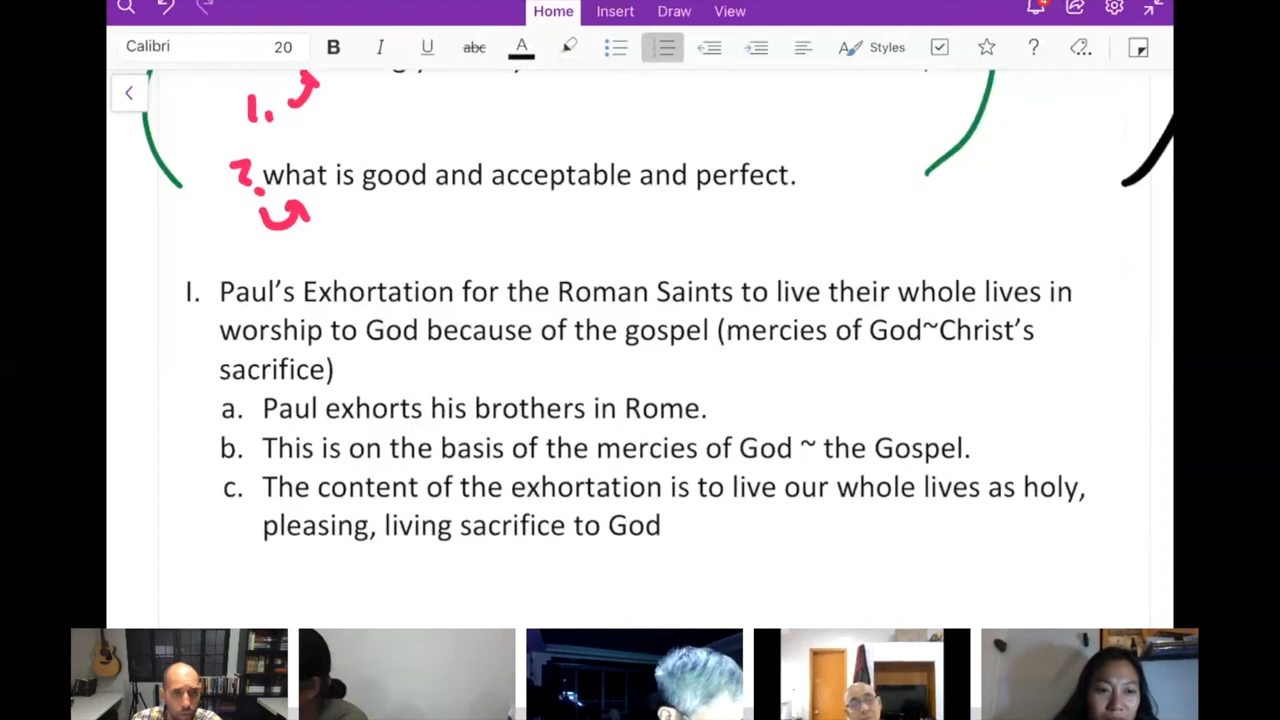 Home Insert Draw View
Calibri 20 B I U abc A Styles ?
1.
2. what is good and acceptable and perfect.
I. Paul's Exhortation for the Roman Saints to live their whole lives in
worship to God because of the gospel (mercies of God~Christ's
sacrifice)
a. Paul exhorts his brothers in Rome.
b. This is on the basis of the mercies of God ~ the Gospel.
c. The content of the exhortation is to live our whole lives as holy,
pleasing, living sacrifice to God